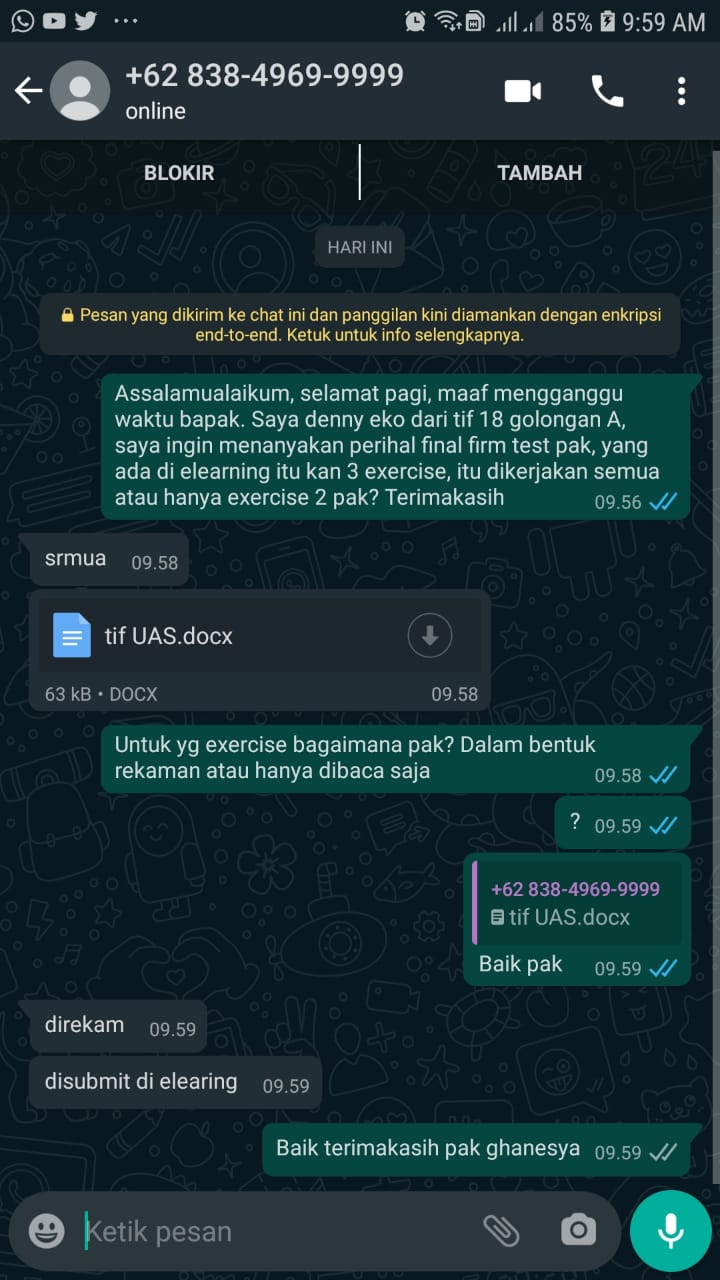 85% 9:59 AM
+62 838-4969-9999
online
BLOKIR TAMBAH
HARI INI
Pesan yang dikirim ke chat ini dan panggilan kini diamankan dengan enkripsi
end-to-end. Ketuk untuk info selengkapnya.
Assalamualaikum, selamat pagi, maaf mengganggu
waktu bapak. Saya denny eko dari tif 18 golongan A,
saya ingin menanyakan perihal final firm test pak, yang
ada di elearning itu kan 3 exercise, itu dikerjakan semua
atau hanya exercise 2 pak? Terimakasih 09.56
srmua 09.58
tif UAS.docx
63 kB • DOCX 09.58
Untuk yg exercise bagaimana pak? Dalam bentuk
rekaman atau hanya dibaca saja 09.58
? 09.59
+62 838-4969-9999
tif UAS.docx
Baik pak 09.59
direkam 09.59
disubmit di elearing 09.59
Baik terimakasih pak ghanesya 09.59
Ketik pesan